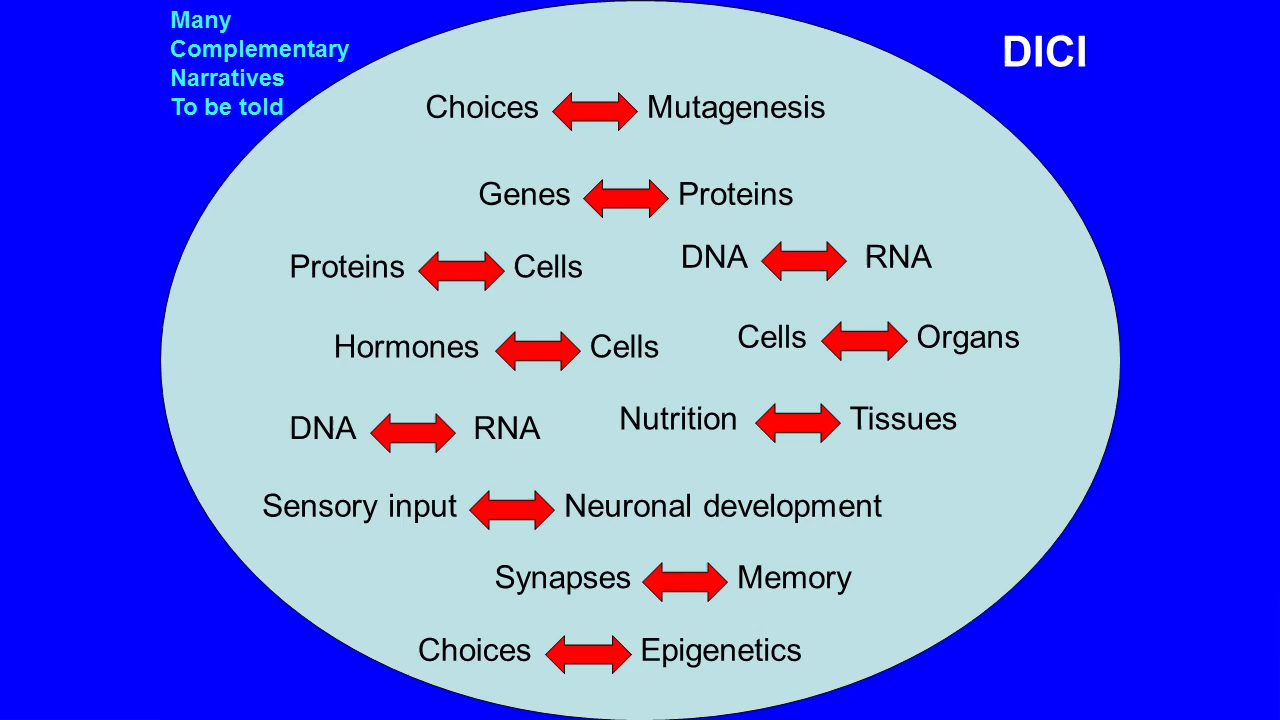 Many
Complementary
Narratives
To be told
DICI
Choices Mutagenesis
Genes Proteins
DNA RNA
Proteins Cells
Cells Organs
Hormones Cells
Nutrition Tissues
DNA RNA
Sensory input Neuronal development
Synapses Memory
Choices Epigenetics